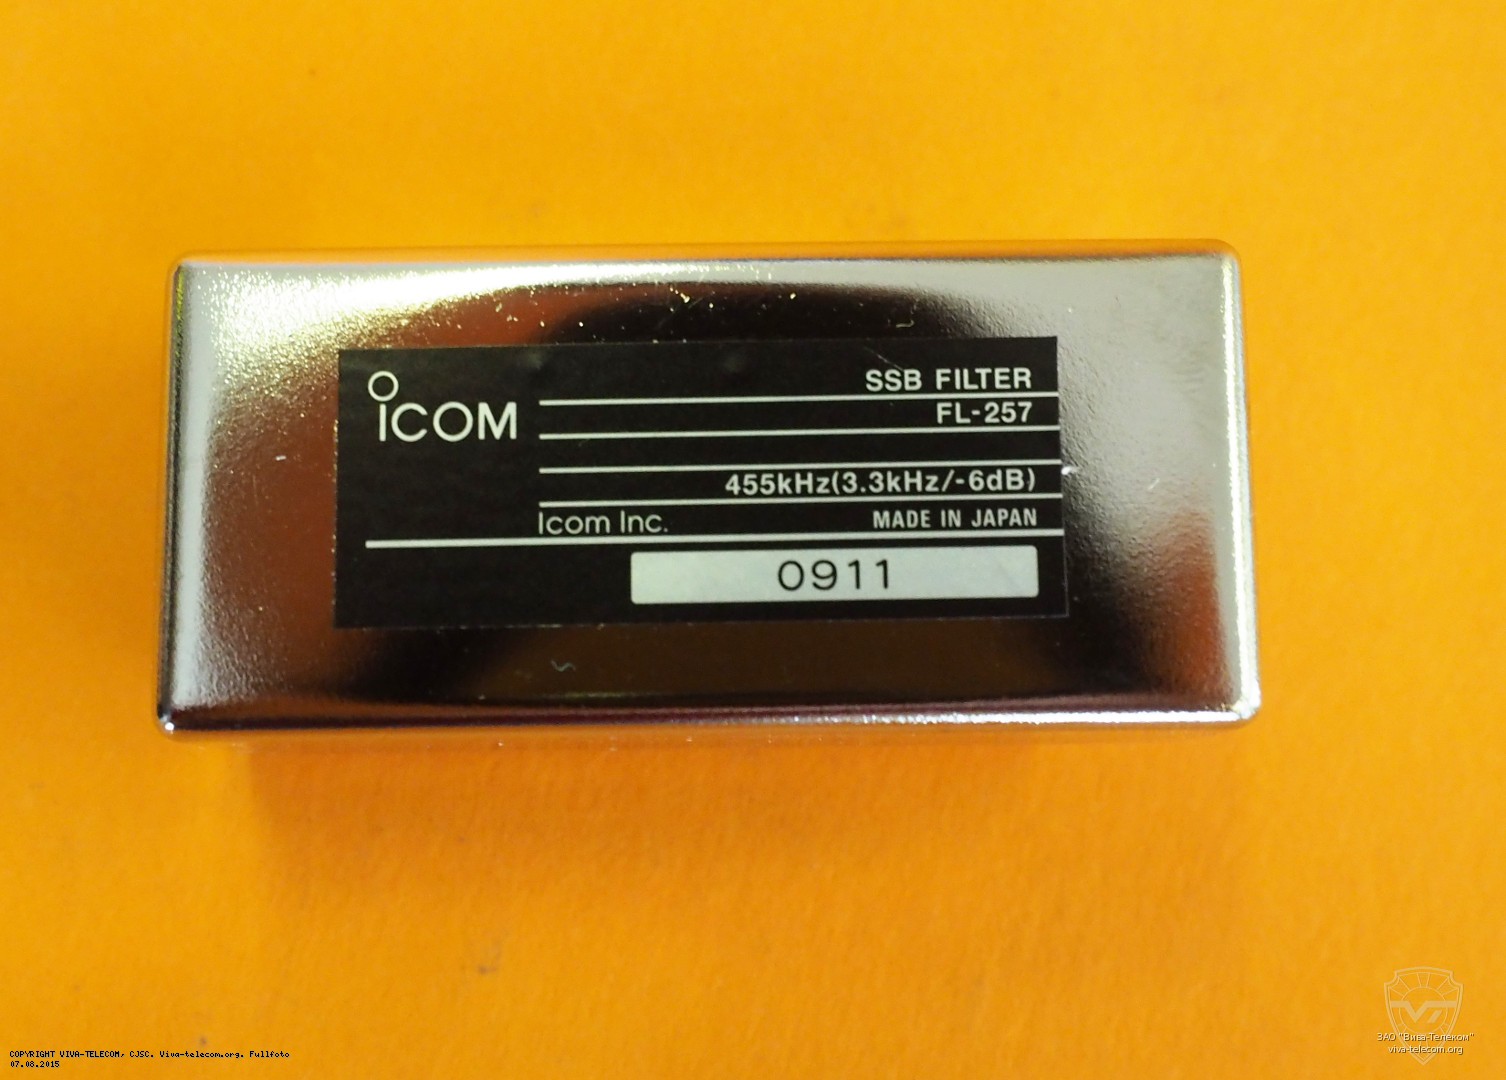 ICOM
SSB FILTER
FL-257
455kHz(3.3kHz/-6dB)
Icom Inc. MADE IN JAPAN
0911
COPYRIGHT VIVA-TELECOM, CJSC. Viva-telecom.org. Fullfoto
07.08.2015
ЗАО "Вива-Телеком"
viva-telecom.org